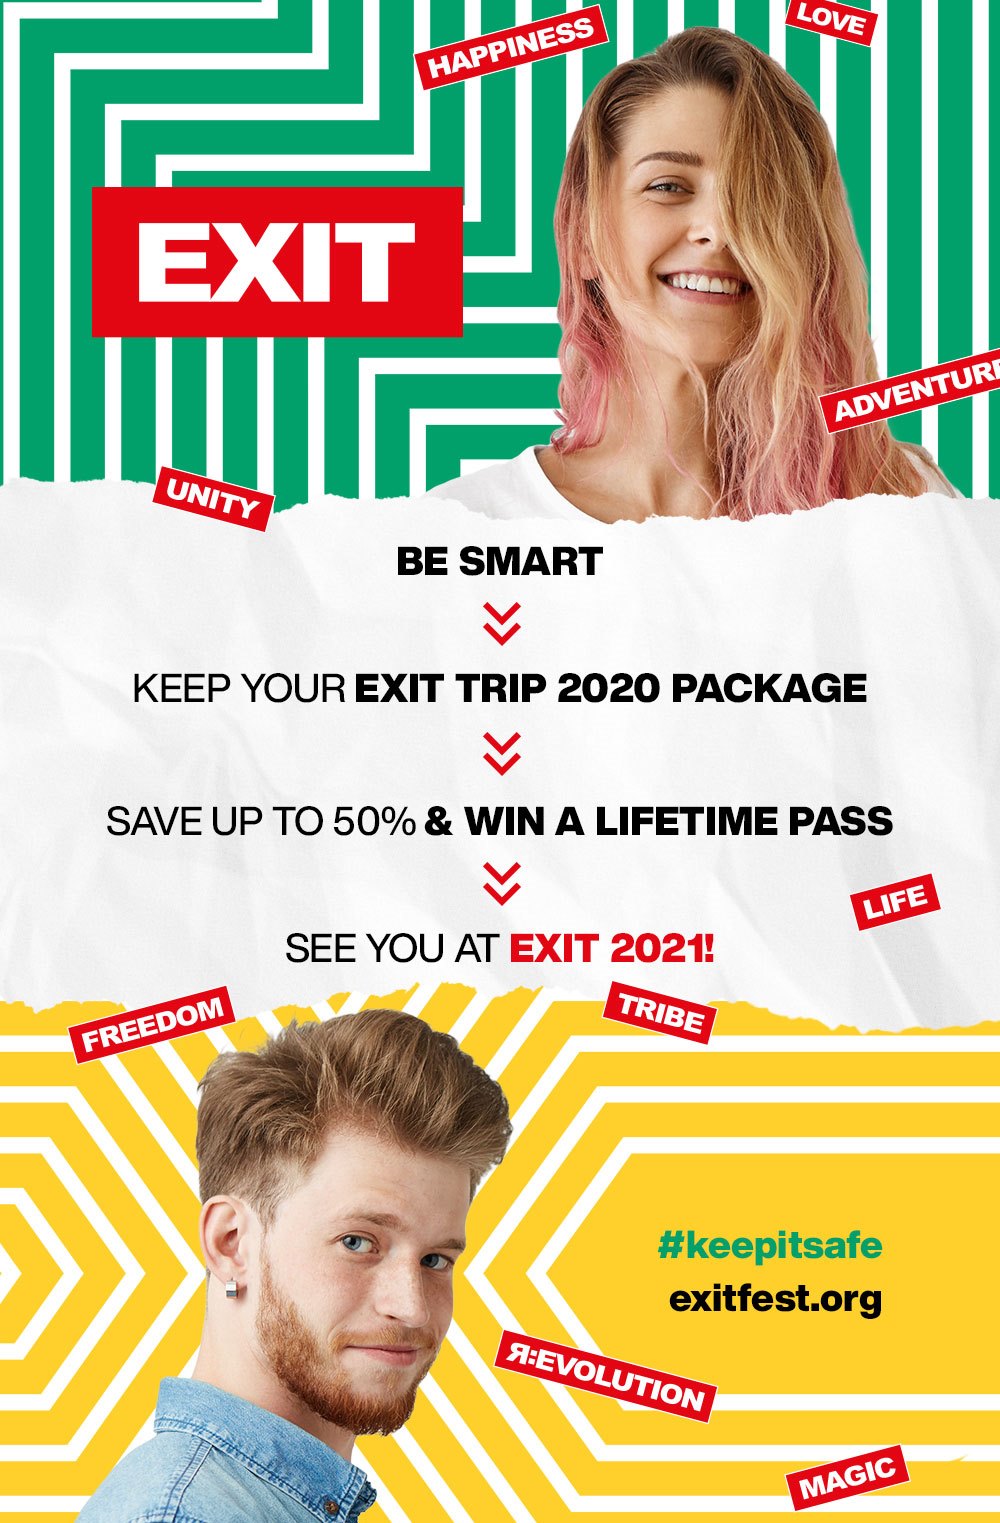 HAPPINESS
LOVE
EXIT
ADVENTURE
UNITY
BE SMART
KEEP YOUR EXIT TRIP 2020 PACKAGE
SAVE UP TO 50% & WIN A LIFETIME PASS
LIFE
SEE YOU AT EXIT 2021!
FREEDOM
TRIBE
#keepitsafe
exitfest.org
Я:EVOLUTION
MAGIC